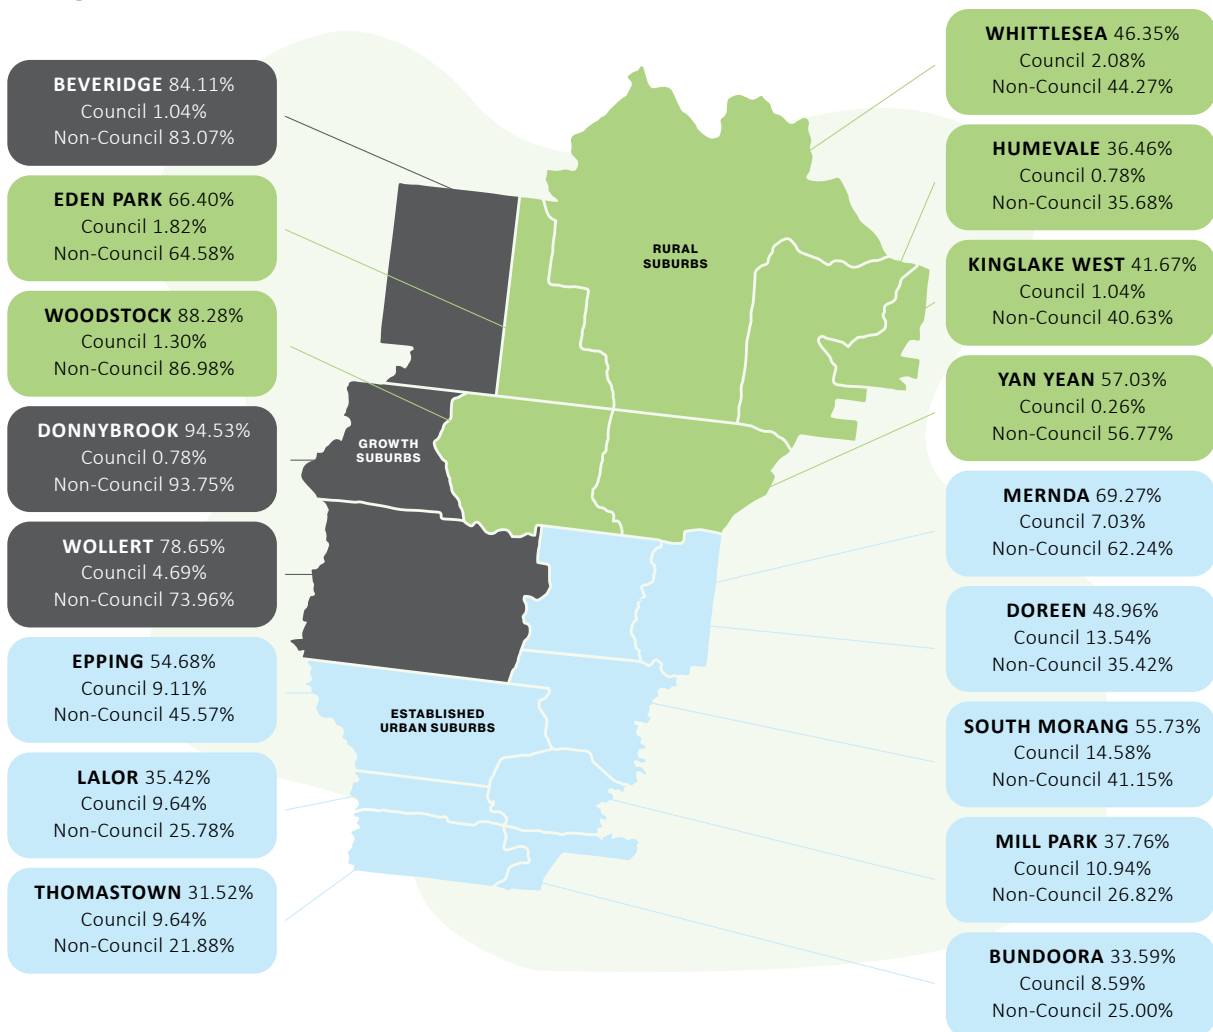 BEVERIDGE 84.11%
Council 1.04%
Non-Council 83.07%
EDEN PARK 66.40%
Council 1.82%
Non-Council 64.58%
WOODSTOCK 88.28%
Council 1.30%
Non-Council 86.98%
DONNYBROOK 94.53%
Council 0.78%
Non-Council 93.75%
WOLLERT 78.65%
Council 4.69%
Non-Council 73.96%
EPPING 54.68%
Council 9.11%
Non-Council 45.57%
LALOR 35.42%
Council 9.64%
Non-Council 25.78%
THOMASTOWN 31.52%
Council 9.64%
Non-Council 21.88%
RURAL
SUBURBS
GROWTH
SUBURBS
ESTABLISHED
URBAN SUBURBS
WHITTLESEA 46.35%
Council 2.08%
Non-Council 44.27%
HUMEVALE 36.46%
Council 0.78%
Non-Council 35.68%
KINGLAKE WEST 41.67%
Council 1.04%
Non-Council 40.63%
YAN YEAN 57.03%
Council 0.26%
Non-Council 56.77%
MERNDA 69.27%
Council 7.03%
Non-Council 62.24%
DOREEN 48.96%
Council 13.54%
Non-Council 35.42%
SOUTH MORANG 55.73%
Council 14.58%
Non-Council 41.15%
MILL PARK 37.76%
Council 10.94%
Non-Council 26.82%
BUNDOORA 33.59%
Council 8.59%
Non-Council 25.00%